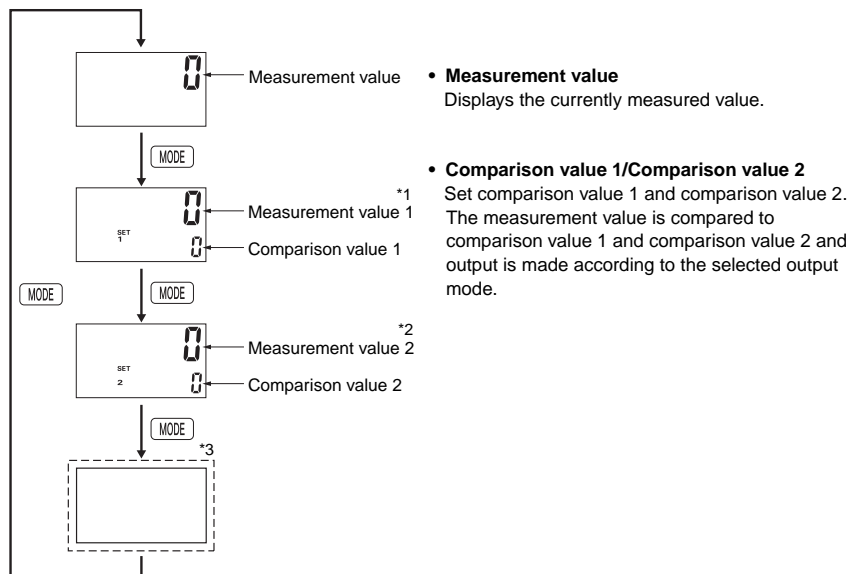 0
Measurement value
MODE
*1
0
Measurement value 1
SET
1
0
Comparison value 1
MODE
MODE
*2
0
Measurement value 2
SET
2
0
Comparison value 2
MODE
*3
• Measurement value
Displays the currently measured value.
• Comparison value 1/Comparison value 2
Set comparison value 1 and comparison value 2.
The measurement value is compared to
comparison value 1 and comparison value 2 and
output is made according to the selected output
mode.